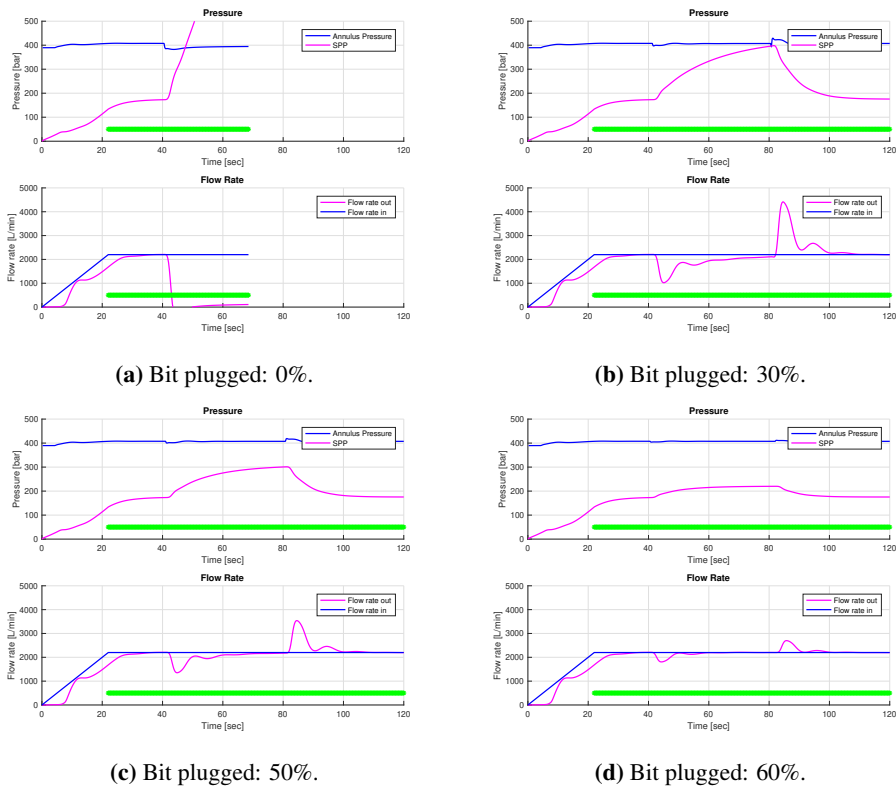 Pressure
500
400
300
200
100
0
Pressure [bar]
Annulus Pressure
SPP
0 20 40 60 80 100 120
Time [sec]
Flow Rate
5000
4000
3000
2000
1000
0
Flow rate [L/min]
Flow rate out
Flow rate in
0 20 40 60 80 100 120
Time [sec]
(a) Bit plugged: 0%.
Pressure
500
400
300
200
100
0
Pressure [bar]
Annulus Pressure
SPP
0 20 40 60 80 100 120
Time [sec]
Flow Rate
5000
4000
3000
2000
1000
0
Flow rate [L/min]
Flow rate out
Flow rate in
0 20 40 60 80 100 120
Time [sec]
(b) Bit plugged: 30%.
Pressure
500
400
300
200
100
0
Pressure [bar]
Annulus Pressure
SPP
0 20 40 60 80 100 120
Time [sec]
Flow Rate
5000
4000
3000
2000
1000
0
Flow rate [L/min]
Flow rate out
Flow rate in
0 20 40 60 80 100 120
Time [sec]
(c) Bit plugged: 50%.
Pressure
500
400
300
200
100
0
Pressure [bar]
Annulus Pressure
SPP
0 20 40 60 80 100 120
Time [sec]
Flow Rate
5000
4000
3000
2000
1000
0
Flow rate [L/min]
Flow rate out
Flow rate in
0 20 40 60 80 100 120
Time [sec]
(d) Bit plugged: 60%.